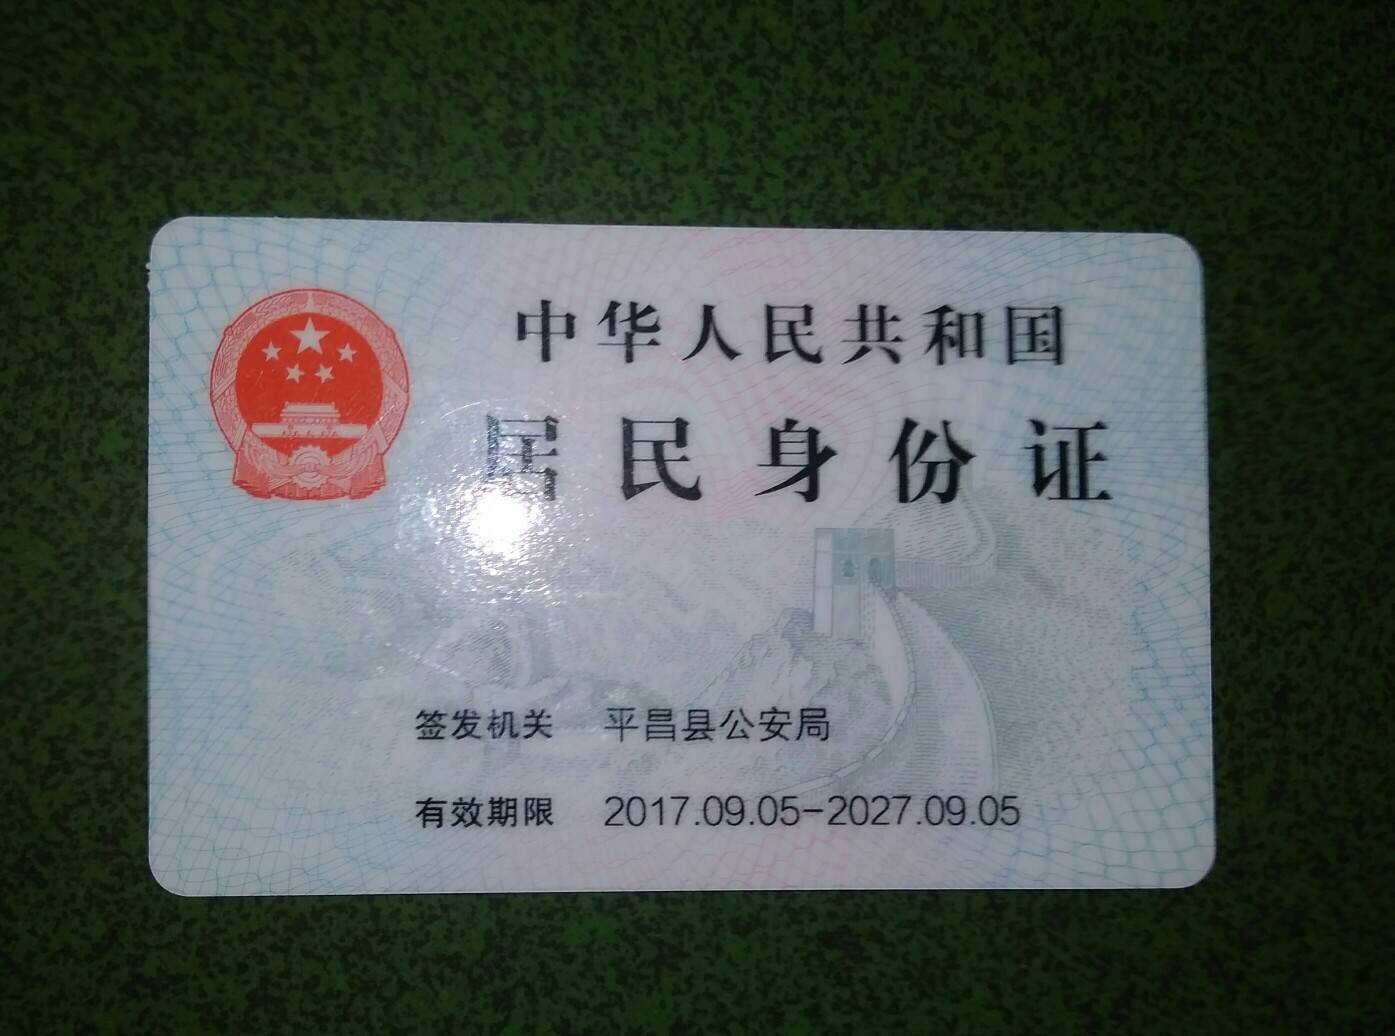 中华人民共和国
居民身份证
签发机关 平昌县公安局
有效期限 2017.09.05-2027.09.05